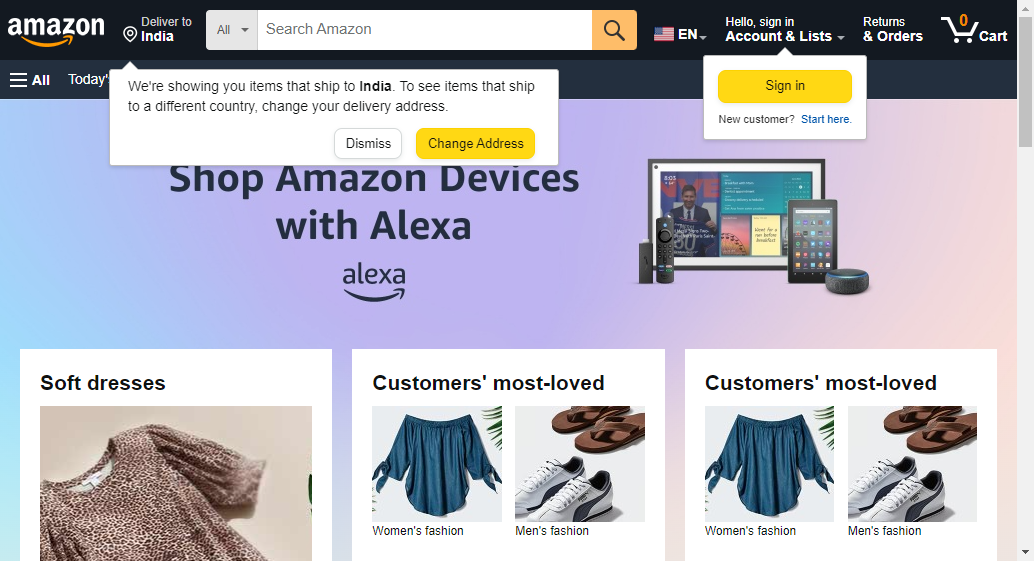 amazon
Deliver to
India
All
Search Amazon
EN
Hello, sign in
Account & Lists
Returns
& Orders
0
Cart
All
Today's
We're showing you items that ship to India. To see items that ship
to a different country, change your delivery address.
Dismiss
Change Address
Sign in
New customer? Start here.
Shop Amazon Devices
with Alexa
alexa
8:03
Soft dresses
Customers' most-loved
Women's fashion
Men's fashion
Customers' most-loved
Women's fashion
Men's fashion